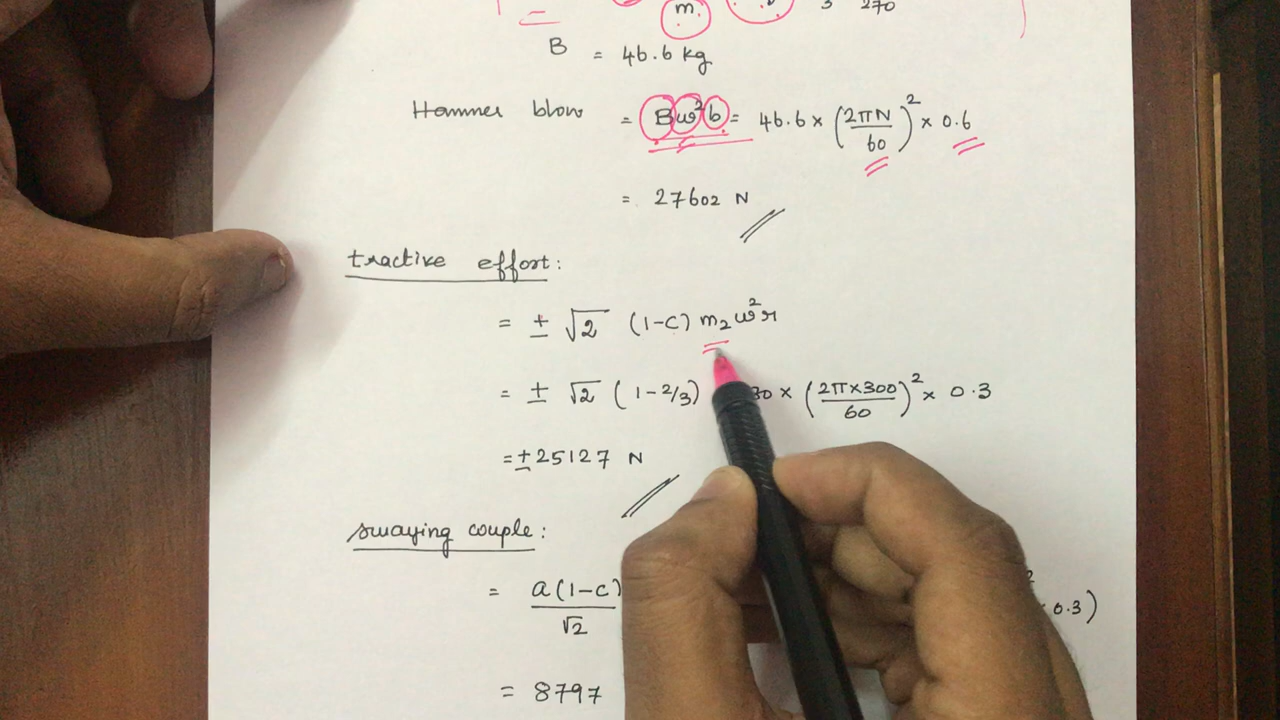 m. 3 270
B = 46.6 kg
Hammer blow = Bω²b = 46.6 × (2πN/60)² × 0.6
= 27602 N
tractive effort:
= ± √2 (1-C) m₂ω²r
= ± √2 (1-2/3) 30 × (2π×300/60)² × 0.3
= ± 25127 N
swaying couple:
= a(1-C)/√2 0.3)
= 8797